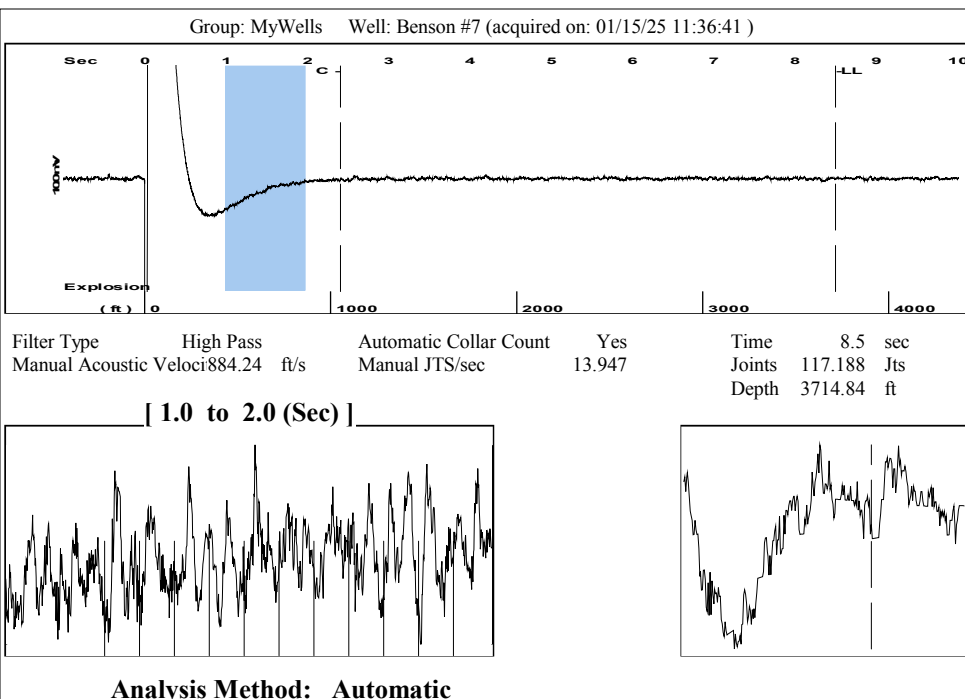 Group: MyWells Well: Benson #7 (acquired on: 01/15/25 11:36:41 )
Sec 0 1 2 3 4 5 6 7 8 9 10
C LL
100mV
Explosion
(ft) 0 1000 2000 3000 4000
Filter Type High Pass Automatic Collar Count Yes Time 8.5 sec
Manual Acoustic Veloci 884.24 ft/s Manual JTS/sec 13.947 Joints 117.188 Jts
Depth 3714.84 ft
[ 1.0 to 2.0 (Sec) ]
Analysis Method: Automatic